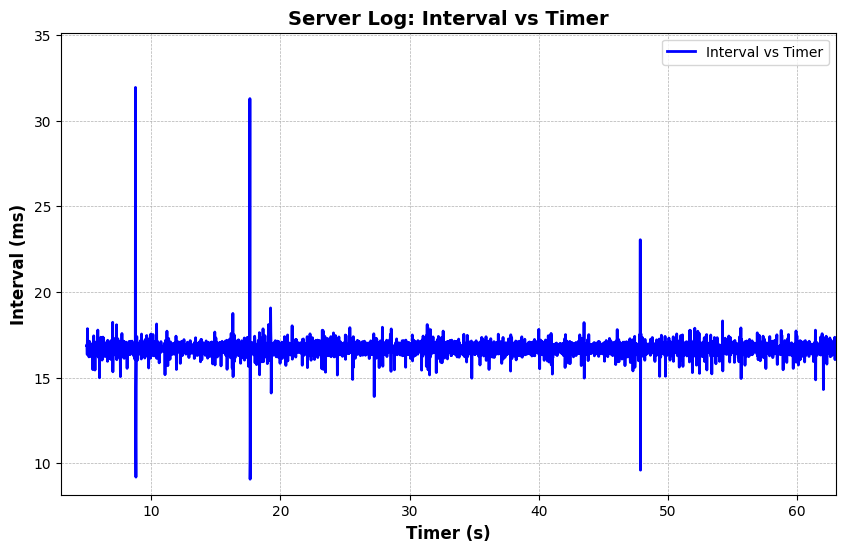 Server Log: Interval vs Timer
Interval vs Timer
35
30
25
20
15
10
Interval (ms)
10 20 30 40 50 60
Timer (s)